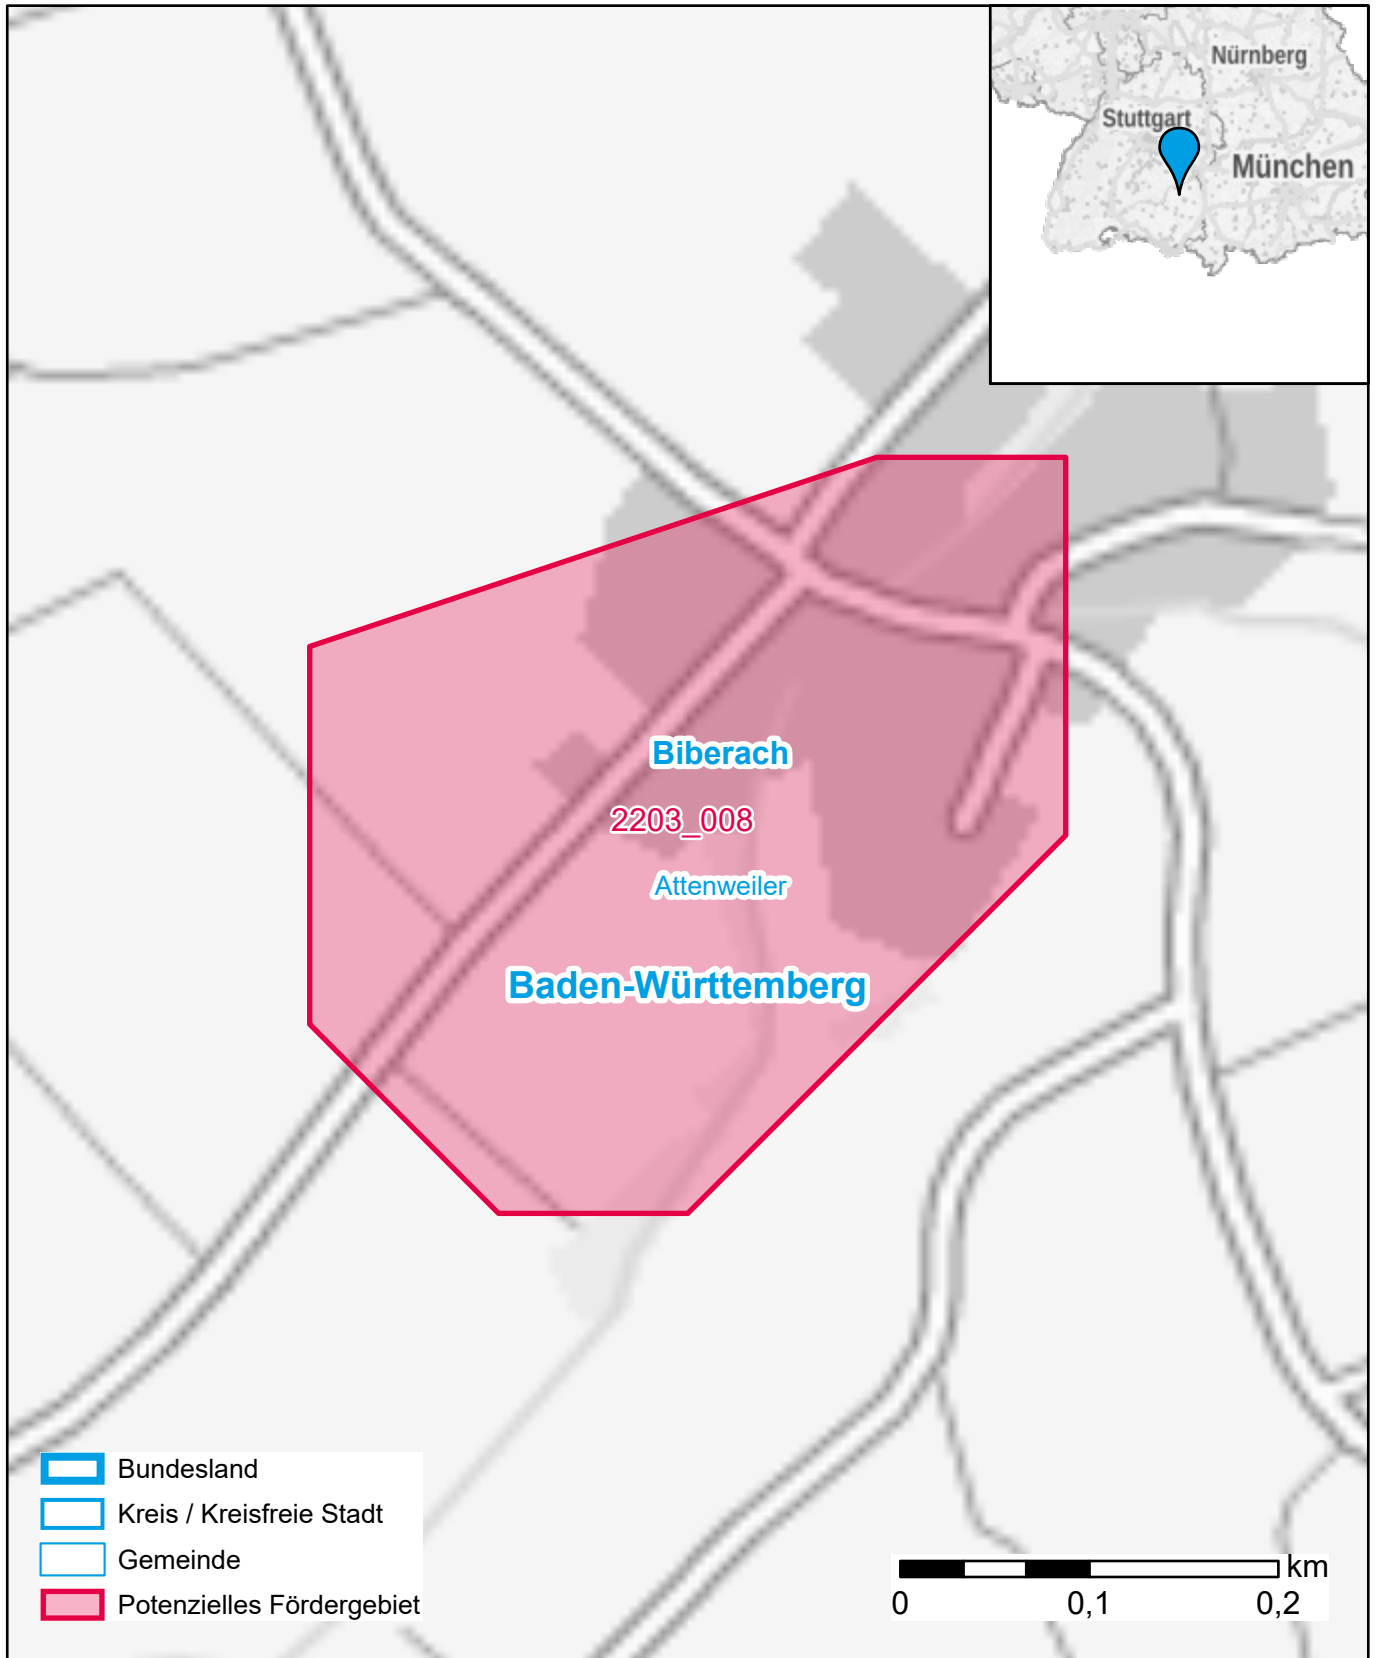 Nürnberg
Stuttgart
München
Biberach
2203_008
Attenweiler
Baden-Württemberg
Bundesland
Kreis / Kreisfreie Stadt
Gemeinde
Potenzielles Fördergebiet
km
0 0,1 0,2